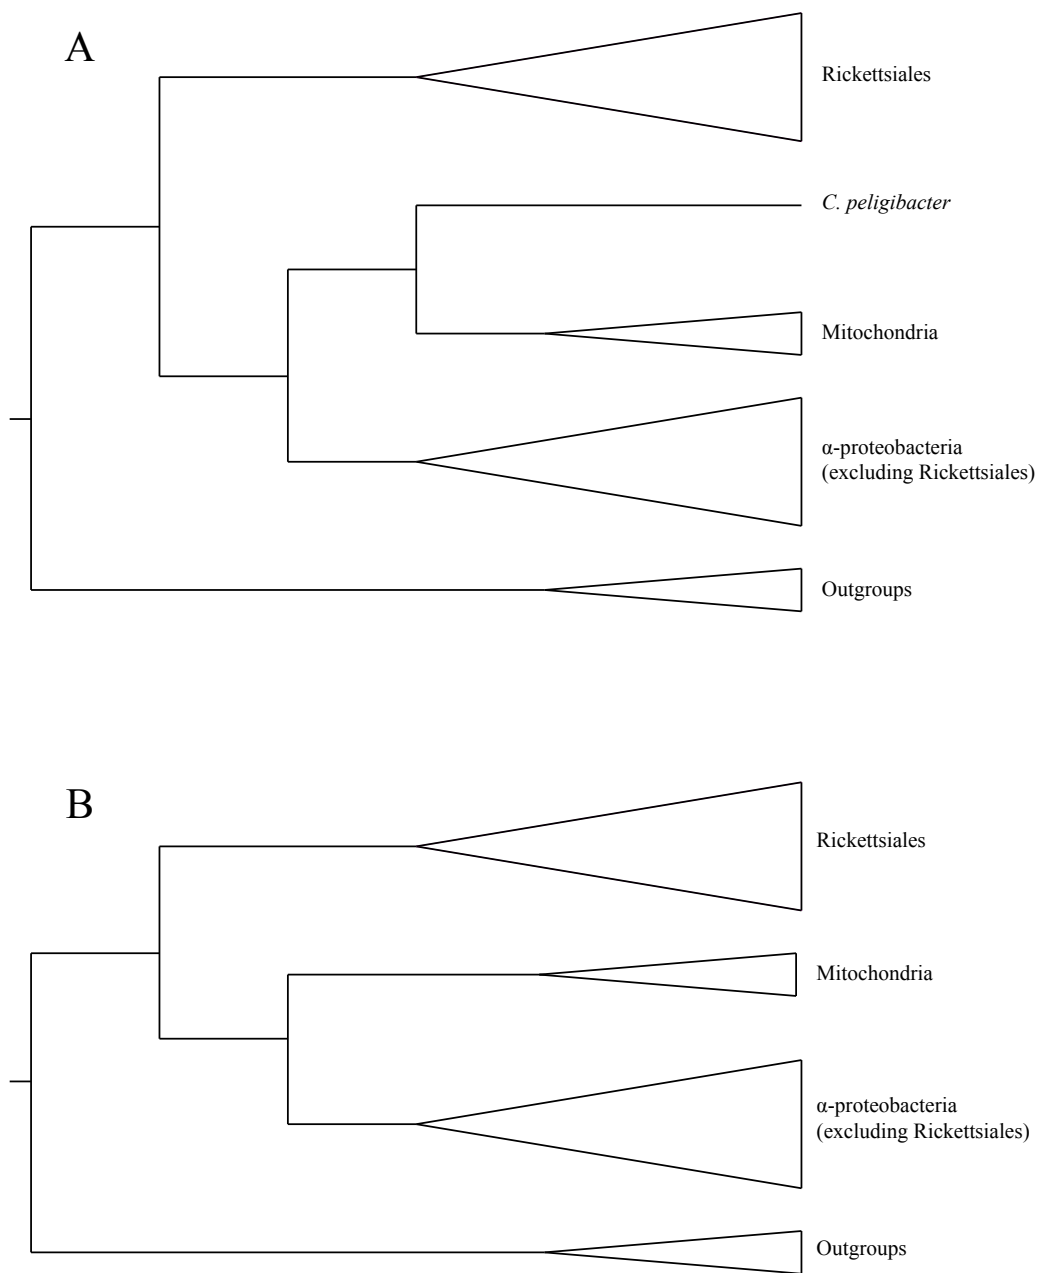 A
Rickettsiales
C. peligibacter
Mitochondria
α-proteobacteria
(excluding Rickettsiales)
Outgroups
B
Rickettsiales
Mitochondria
α-proteobacteria
(excluding Rickettsiales)
Outgroups